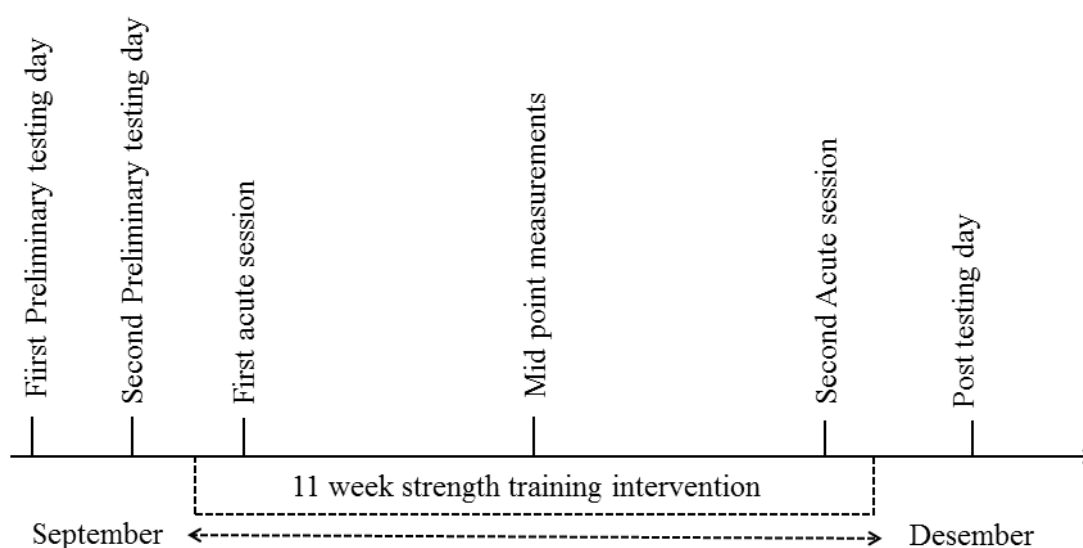 Fiirst Preliminary testing day
Second Preliminary testing day
First acute session
Mid point measurements
Second Acute session
Post testing day
11 week strength training intervention
September
Desember